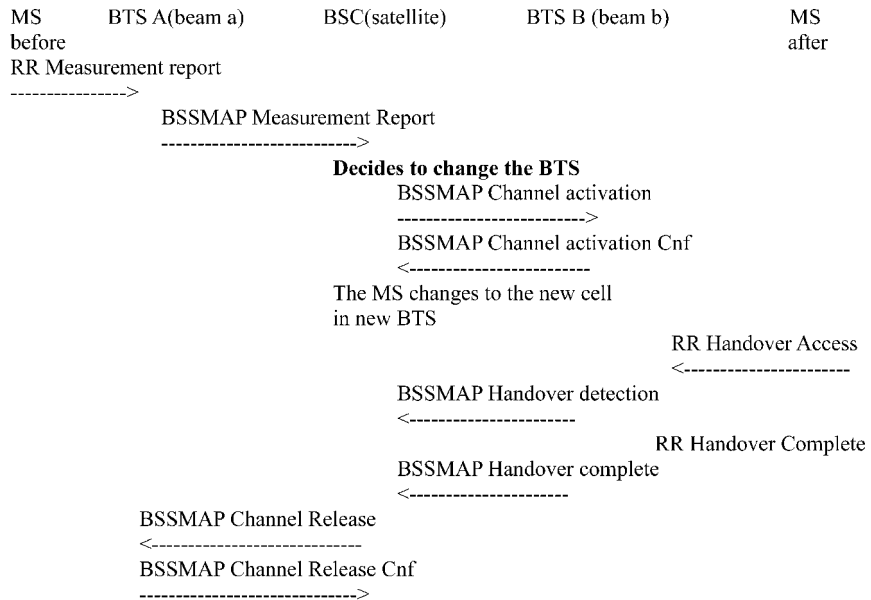 MS BTS A(beam a) BSC(satellite) BTS B (beam b) MS
before after
RR Measurement report
---------------->
BSSMAP Measurement Report
--------------------------->
Decides to change the BTS
BSSMAP Channel activation
-------------------------->
BSSMAP Channel activation Cnf
<-------------------------
The MS changes to the new cell
in new BTS
RR Handover Access
<-----------------------
BSSMAP Handover detection
<-----------------------
RR Handover Complete
BSSMAP Handover complete
<----------------------
BSSMAP Channel Release
<-----------------------------
BSSMAP Channel Release Cnf
------------------------------>